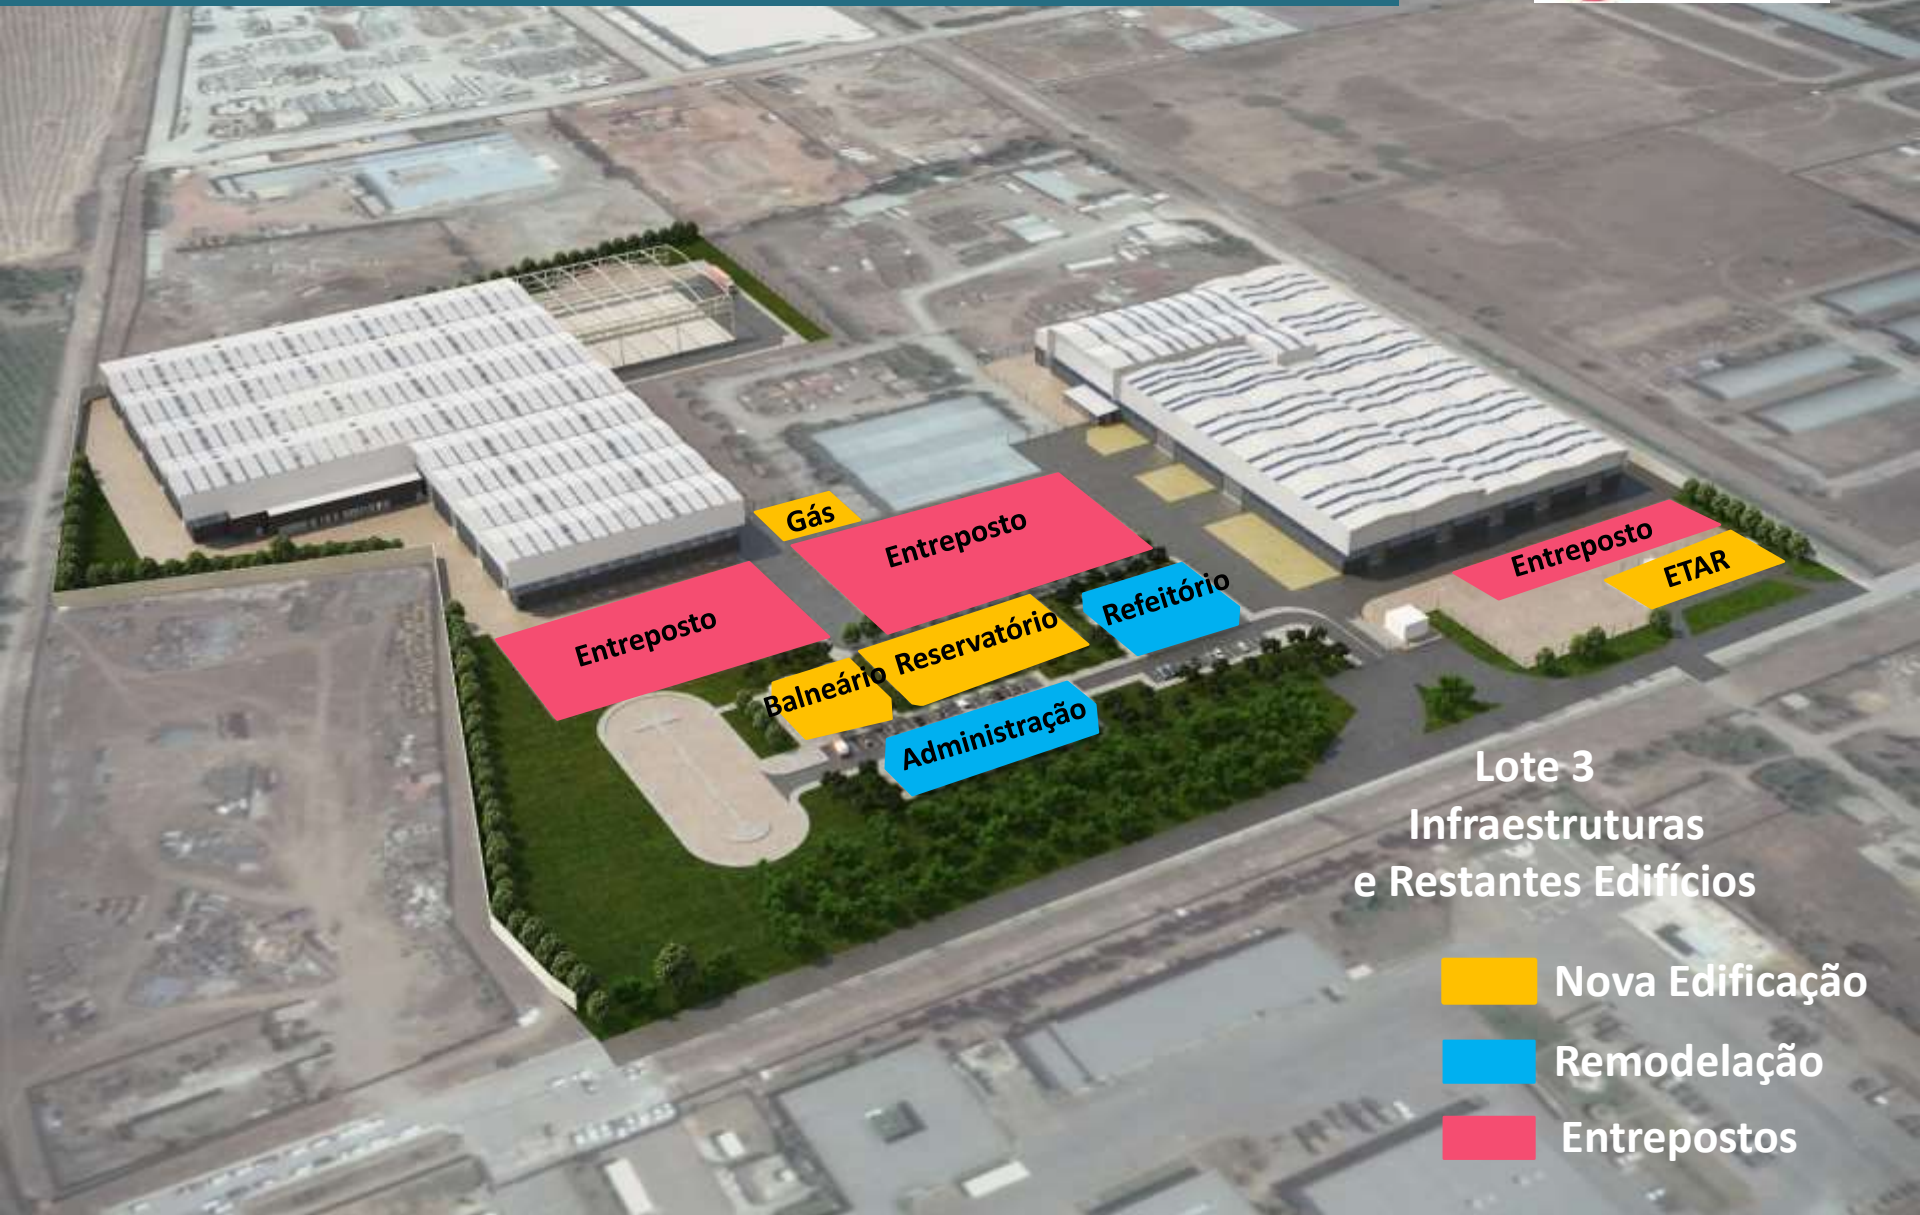 Gás
Entreposto
Entreposto
ETAR
Refeitório
Entreposto
Reservatório
Balneário
Administração
Lote 3
Infraestruturas
e Restantes Edifícios
Nova Edificação
Remodelação
Entrepostos